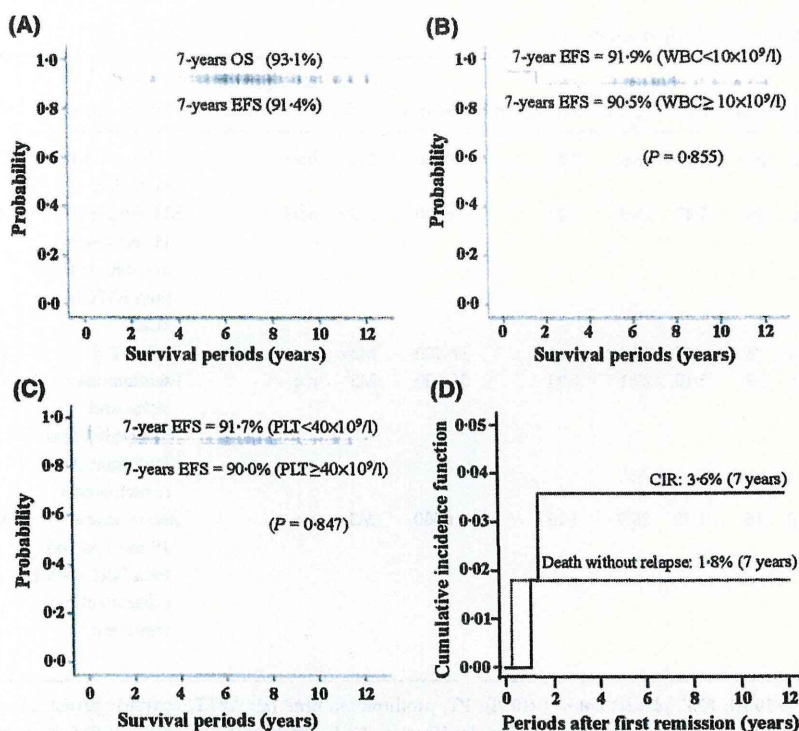 (A)
1·0
0·8
0·6
0·4
0·2
0·0
Probability
7-years OS (93·1%)
7-years EFS (91·4%)
0 2 4 6 8 10 12
Survival periods (years)
(B)
1·0
0·8
0·6
0·4
0·2
0·0
Probability
7-year EFS = 91·9% (WBC<10×10⁹/l)
7-years EFS = 90·5% (WBC≥ 10×10⁹/l)
(P = 0·855)
0 2 4 6 8 10 12
Survival periods (years)
(C)
1·0
0·8
0·6
0·4
0·2
0·0
Probability
7-year EFS = 91·7% (PLT<40×10⁹/l)
7-years EFS = 90·0% (PLT≥40×10⁹/l)
(P = 0·847)
0 2 4 6 8 10 12
Survival periods (years)
(D)
0·05
0·04
0·03
0·02
0·01
0·00
Cumulative incidence function
CIR: 3·6% (7 years)
Death without relapse: 1·8% (7 years)
0 2 4 6 8 10 12
Periods after first remission (years)